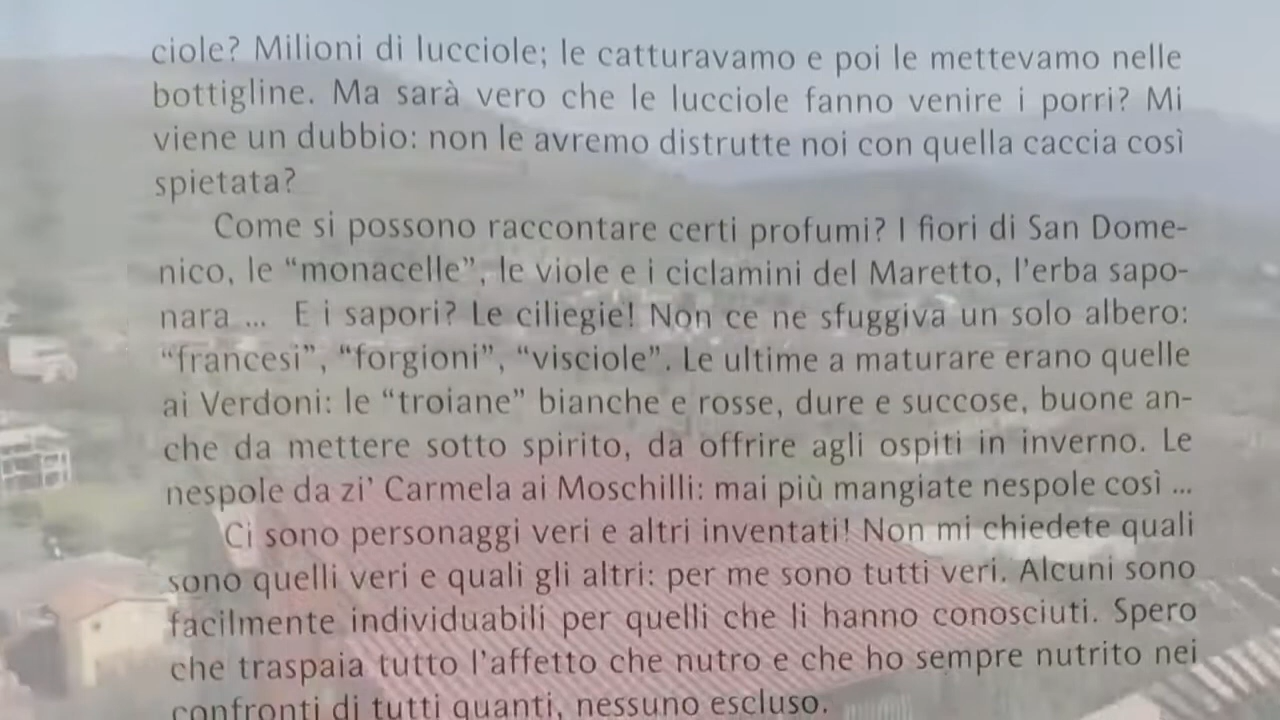 ciole? Milioni di lucciole; le catturavamo e poi le mettevamo nelle
bottigline. Ma sarà vero che le lucciole fanno venire i porri? Mi
viene un dubbio: non le avremo distrutte noi con quella caccia così
spietata?
Come si possono raccontare certi profumi? I fiori di San Dome-
nico, le “monacelle”, le viole e i ciclamini del Maretto, l’erba sapo-
nara ... E i sapori? Le ciliegie! Non ce ne sfuggiva un solo albero:
“francesi”, “forgioni”, “visciole”. Le ultime a maturare erano quelle
ai Verdoni: le “troiane” bianche e rosse, dure e succose, buone an-
che da mettere sotto spirito, da offrire agli ospiti in inverno. Le
nespole da zi’ Carmela ai Moschilli: mai più mangiate nespole così ...
Ci sono personaggi veri e altri inventati! Non mi chiedete quali
sono quelli veri e quali gli altri: per me sono tutti veri. Alcuni sono
facilmente individuabili per quelli che li hanno conosciuti. Spero
che traspaia tutto l’affetto che nutro e che ho sempre nutrito nei
confronti di tutti quanti, nessuno escluso.